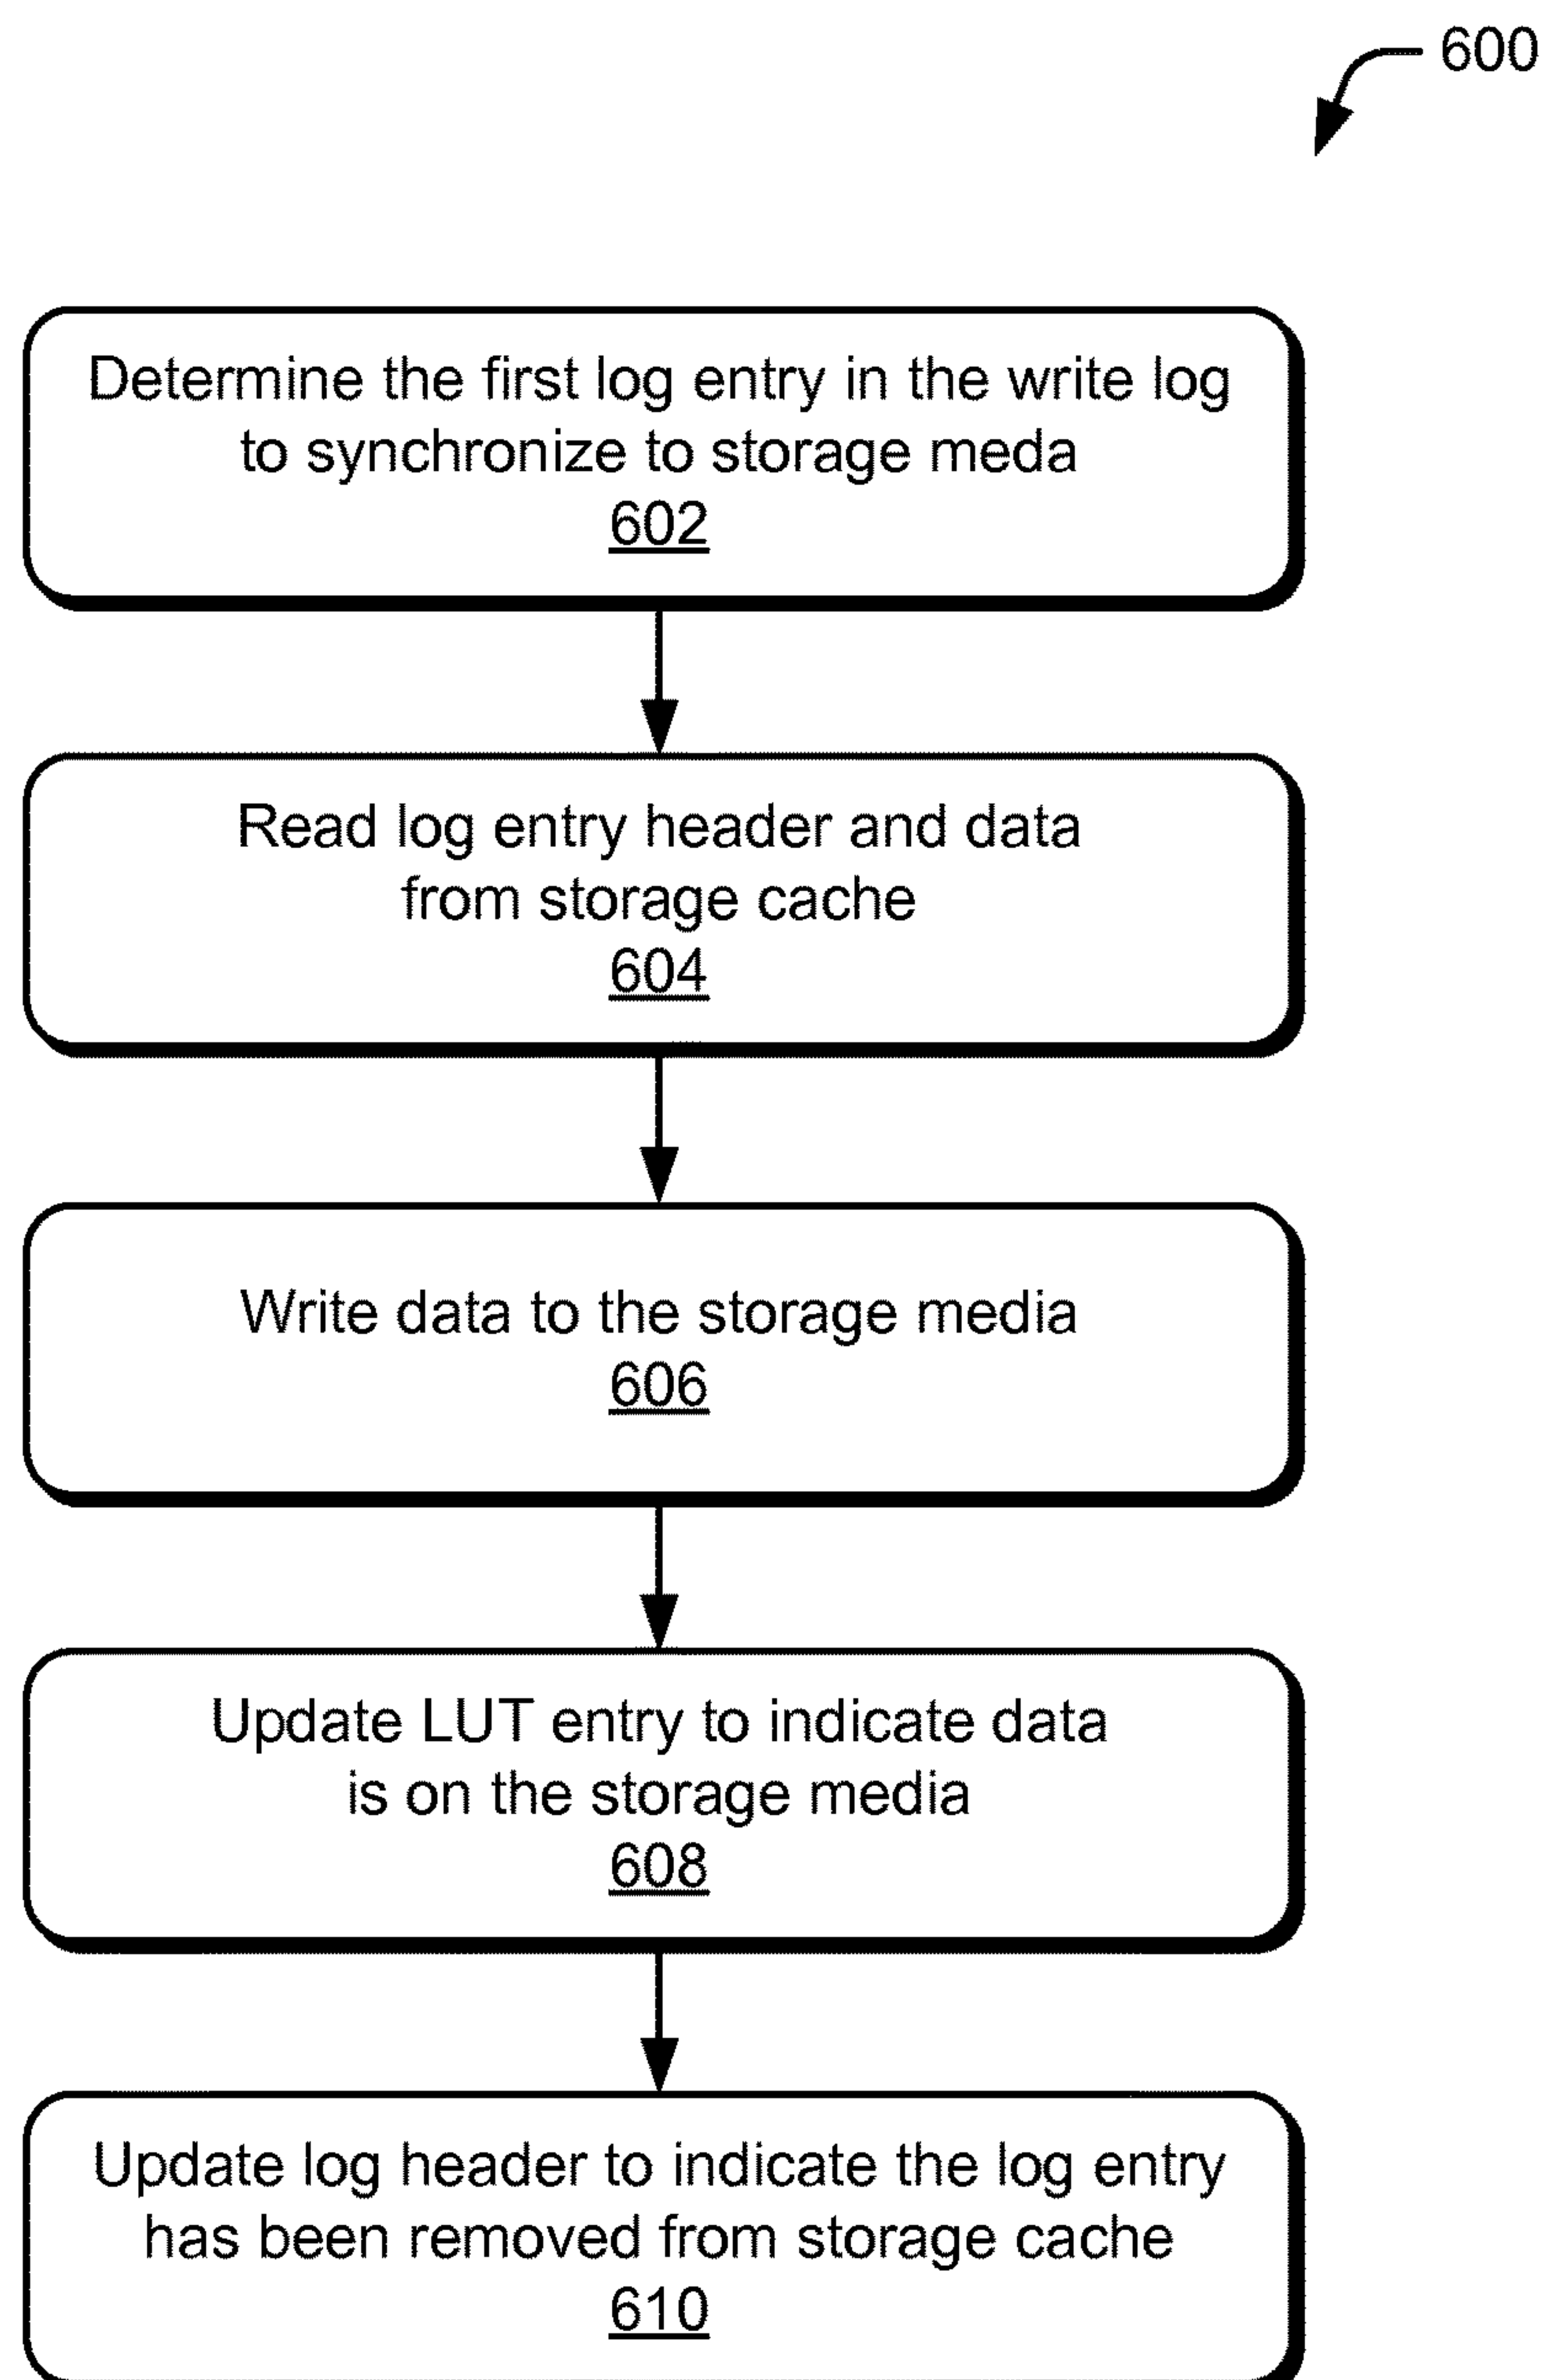 600
Determine the first log entry in the write log
to synchronize to storage meda
602
Read log entry header and data
from storage cache
604
Write data to the storage media
606
Update LUT entry to indicate data
is on the storage media
608
Update log header to indicate the log entry
has been removed from storage cache
610